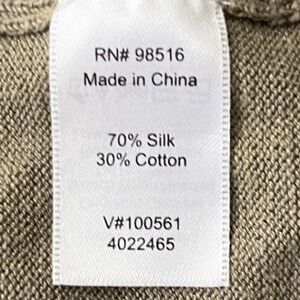 RN# 98516
Made in China
70% Silk
30% Cotton
V#100561
4022465